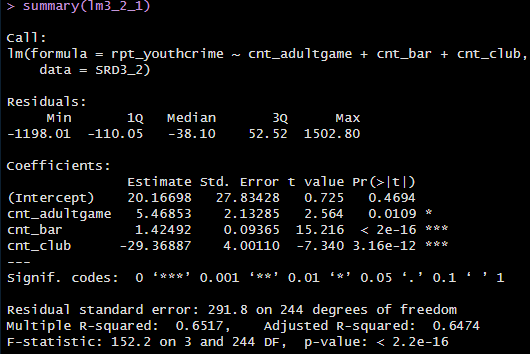 > summary(lm3_2_1)
Call:
lm(formula = rpt_youthcrime ~ cnt_adultgame + cnt_bar + cnt_club,
    data = SRD3_2)
Residuals:
     Min       1Q   Median       3Q      Max
-1198.01  -110.05   -38.10    52.52  1502.80
Coefficients:
               Estimate Std. Error t value Pr(>|t|)
(Intercept)    20.16698   27.83428   0.725   0.4694
cnt_adultgame   5.46853    2.13285   2.564   0.0109 *
cnt_bar         1.42492    0.09365  15.216  < 2e-16 ***
cnt_club      -29.36887    4.00110  -7.340 3.16e-12 ***
---
Signif. codes:  0 ‘***’ 0.001 ‘**’ 0.01 ‘*’ 0.05 ‘.’ 0.1 ‘ ’ 1
Residual standard error: 291.8 on 244 degrees of freedom
Multiple R-squared:  0.6517,    Adjusted R-squared:  0.6474
F-statistic: 152.2 on 3 and 244 DF,  p-value: < 2.2e-16